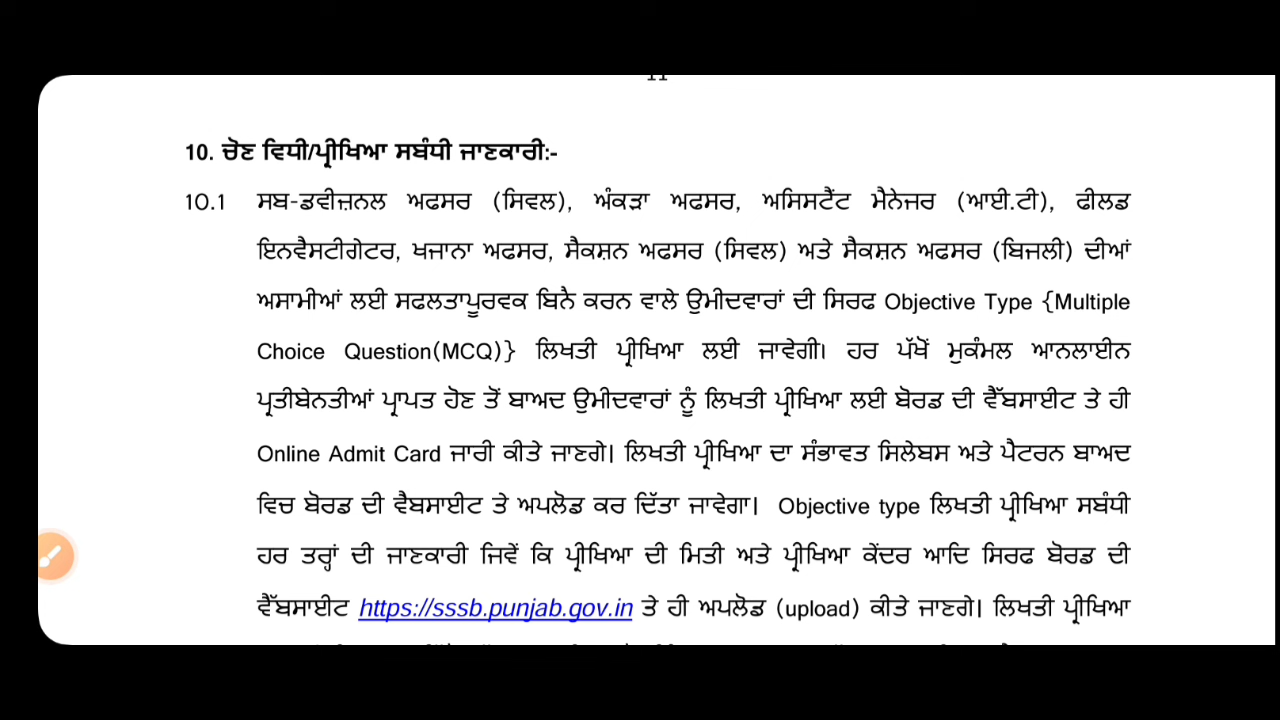 10. ਚੋਣ ਵਿਧੀ/ਪ੍ਰੀਖਿਆ ਸਬੰਧੀ ਜਾਣਕਾਰੀ:-
10.1 ਸਬ-ਡਵੀਜ਼ਨਲ ਅਫਸਰ (ਸਿਵਲ), ਅੰਕੜਾ ਅਫਸਰ, ਅਸਿਸਟੈਂਟ ਮੈਨੇਜਰ (ਆਈ.ਟੀ), ਫੀਲਡ
ਇਨਵੈਸਟੀਗੇਟਰ, ਖਜਾਨਾ ਅਫਸਰ, ਸੈਕਸ਼ਨ ਅਫਸਰ (ਸਿਵਲ) ਅਤੇ ਸੈਕਸ਼ਨ ਅਫਸਰ (ਬਿਜਲੀ) ਦੀਆਂ
ਅਸਾਮੀਆਂ ਲਈ ਸਫਲਤਾਪੂਰਵਕ ਬਿਨੈ ਕਰਨ ਵਾਲੇ ਉਮੀਦਵਾਰਾਂ ਦੀ ਸਿਰਫ Objective Type {Multiple
Choice Question(MCQ)} ਲਿਖਤੀ ਪ੍ਰੀਖਿਆ ਲਈ ਜਾਵੇਗੀ। ਹਰ ਪੱਖੋਂ ਮੁਕੰਮਲ ਆਨਲਾਈਨ
ਪ੍ਰਤੀਬੇਨਤੀਆਂ ਪ੍ਰਾਪਤ ਹੋਣ ਤੋਂ ਬਾਅਦ ਉਮੀਦਵਾਰਾਂ ਨੂੰ ਲਿਖਤੀ ਪ੍ਰੀਖਿਆ ਲਈ ਬੋਰਡ ਦੀ ਵੈੱਬਸਾਈਟ ਤੇ ਹੀ
Online Admit Card ਜਾਰੀ ਕੀਤੇ ਜਾਣਗੇ। ਲਿਖਤੀ ਪ੍ਰੀਖਿਆ ਦਾ ਸੰਭਾਵਤ ਸਿਲੇਬਸ ਅਤੇ ਪੈਟਰਨ ਬਾਅਦ
ਵਿਚ ਬੋਰਡ ਦੀ ਵੈਬਸਾਈਟ ਤੇ ਅਪਲੋਡ ਕਰ ਦਿੱਤਾ ਜਾਵੇਗਾ। Objective type ਲਿਖਤੀ ਪ੍ਰੀਖਿਆ ਸਬੰਧੀ
ਹਰ ਤਰ੍ਹਾਂ ਦੀ ਜਾਣਕਾਰੀ ਜਿਵੇਂ ਕਿ ਪ੍ਰੀਖਿਆ ਦੀ ਮਿਤੀ ਅਤੇ ਪ੍ਰੀਖਿਆ ਕੇਂਦਰ ਆਦਿ ਸਿਰਫ ਬੋਰਡ ਦੀ
ਵੈੱਬਸਾਈਟ https://sssb.punjab.gov.in ਤੇ ਹੀ ਅਪਲੋਡ (upload) ਕੀਤੇ ਜਾਣਗੇ। ਲਿਖਤੀ ਪ੍ਰੀਖਿਆ